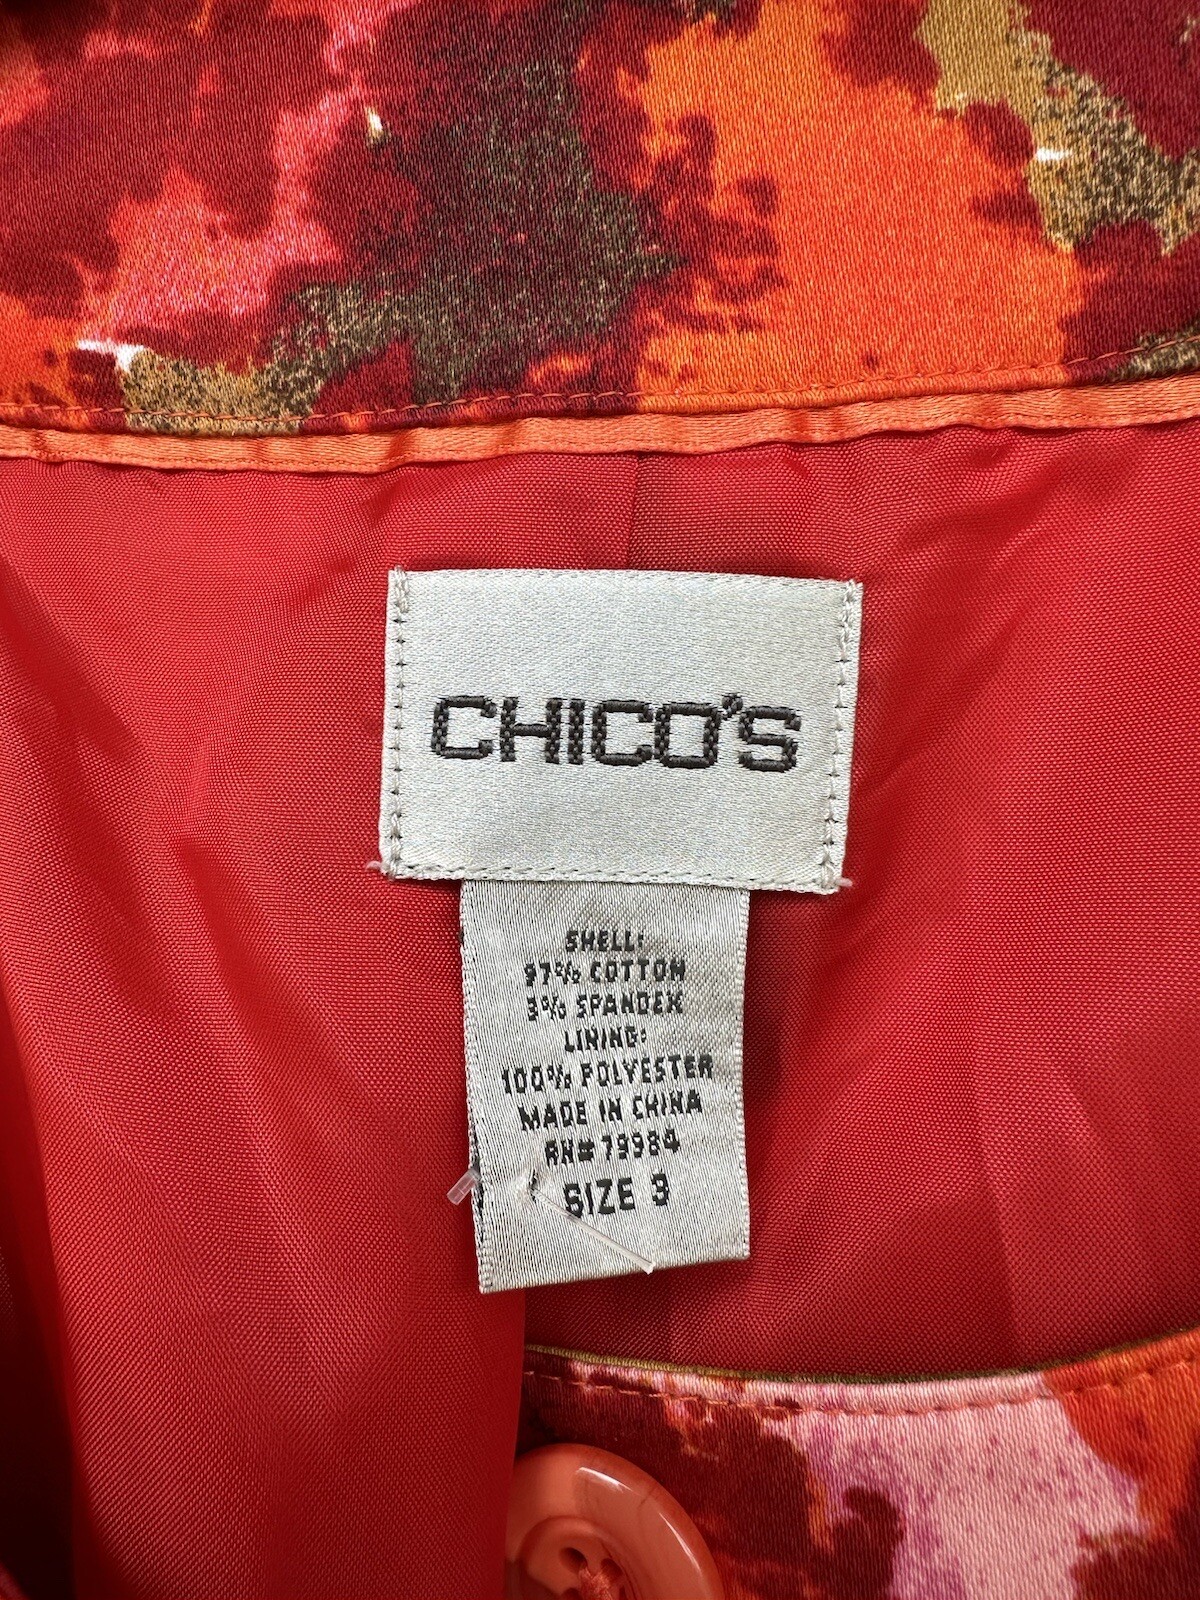 CHICO'S
SHELL:
97% COTTON
3% SPANDEX
LINING:
100% POLYESTER
MADE IN CHINA
RN# 79984
SIZE 3